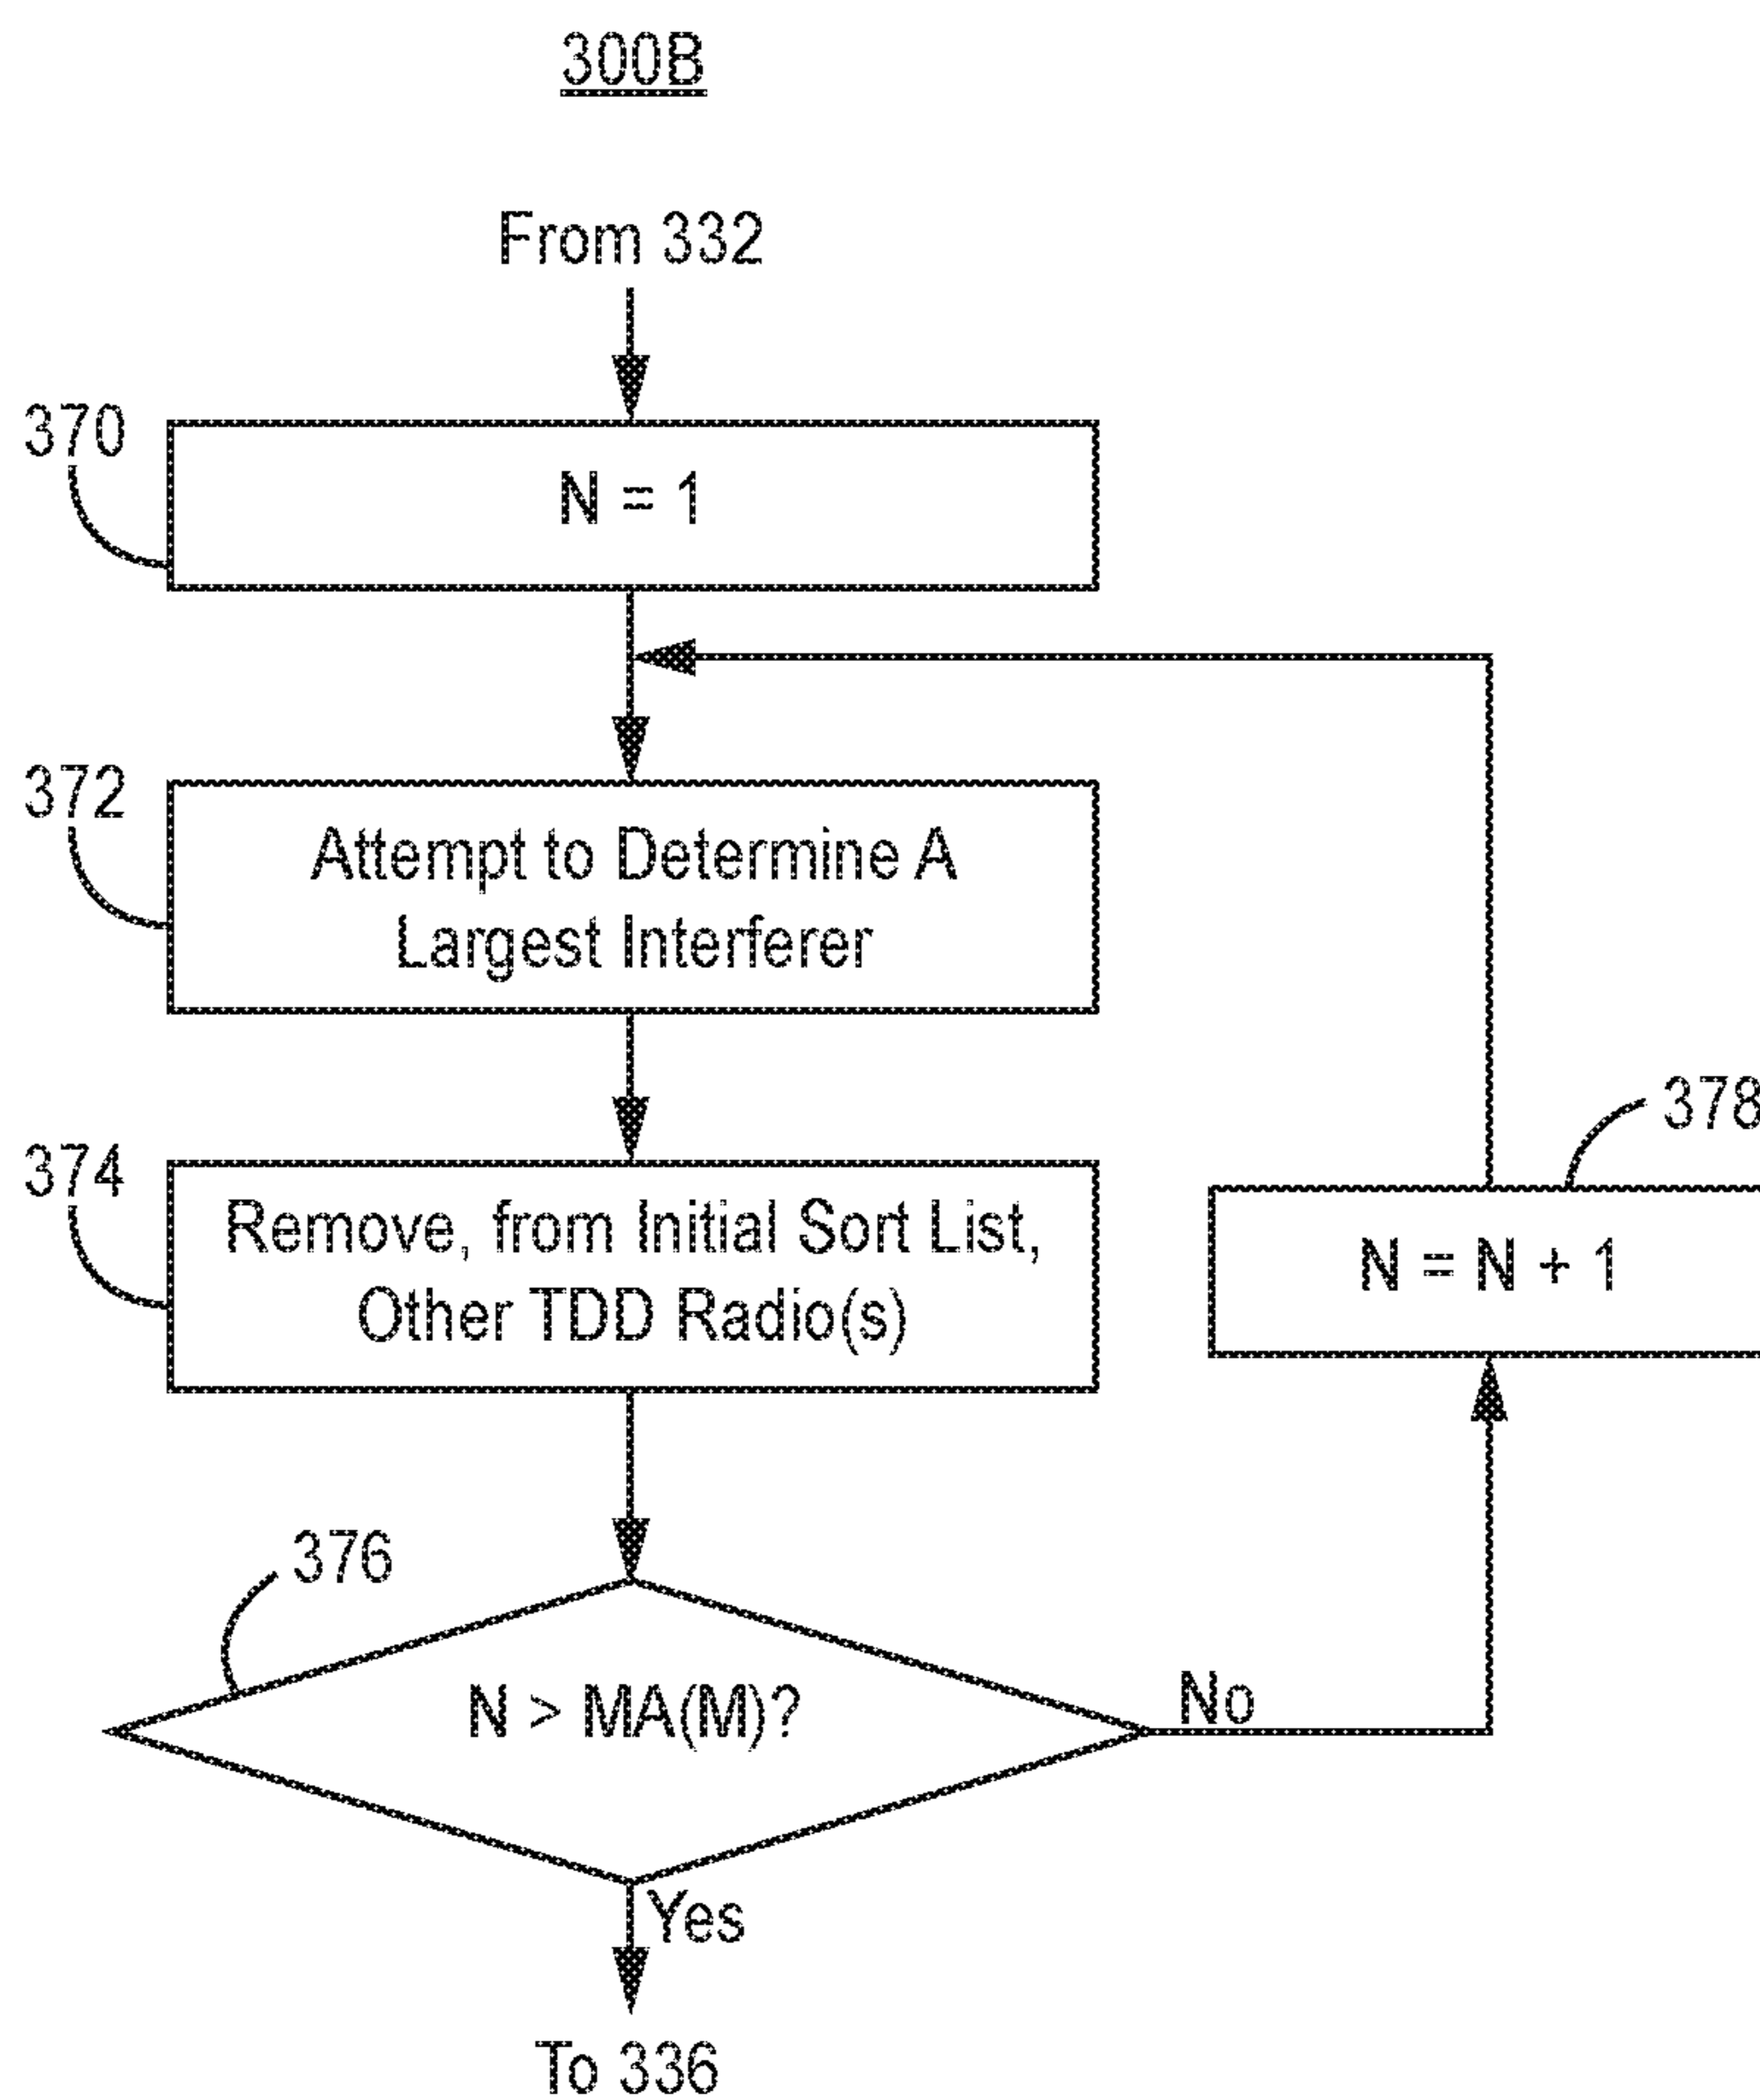 300B
From 332
370
N = 1
372
Attempt to Determine A
Largest Interferer
374
Remove, from Initial Sort List,
Other TDD Radio(s)
378
N = N + 1
376
N > MA(M)?
No
Yes
To 336